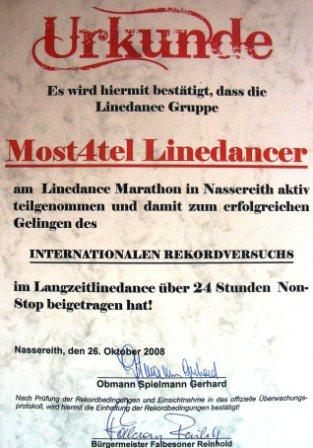 Urkunde
Es wird hiermit bestätigt, dass die
Linedance Gruppe
Most4tel Linedancer
am Linedance Marathon in Nassereith aktiv
teilgenommen und damit zum erfolgreichen
Gelingen des
INTERNATIONALEN REKORDVERSUCHS
im Langzeitlinedance über 24 Stunden Non-
Stop beigetragen hat!
Nassereith, den 26. Oktober 2008
Obmann Spielmann Gerhard
Nach Prüfung der Rekordbedingungen und Einsichtnahme in das offizielle Überwachungs-
protokoll, wird hiermit die Einhaltung der Rekordbedingungen bestätigt!
Bürgermeister Falbesoner Reinhold